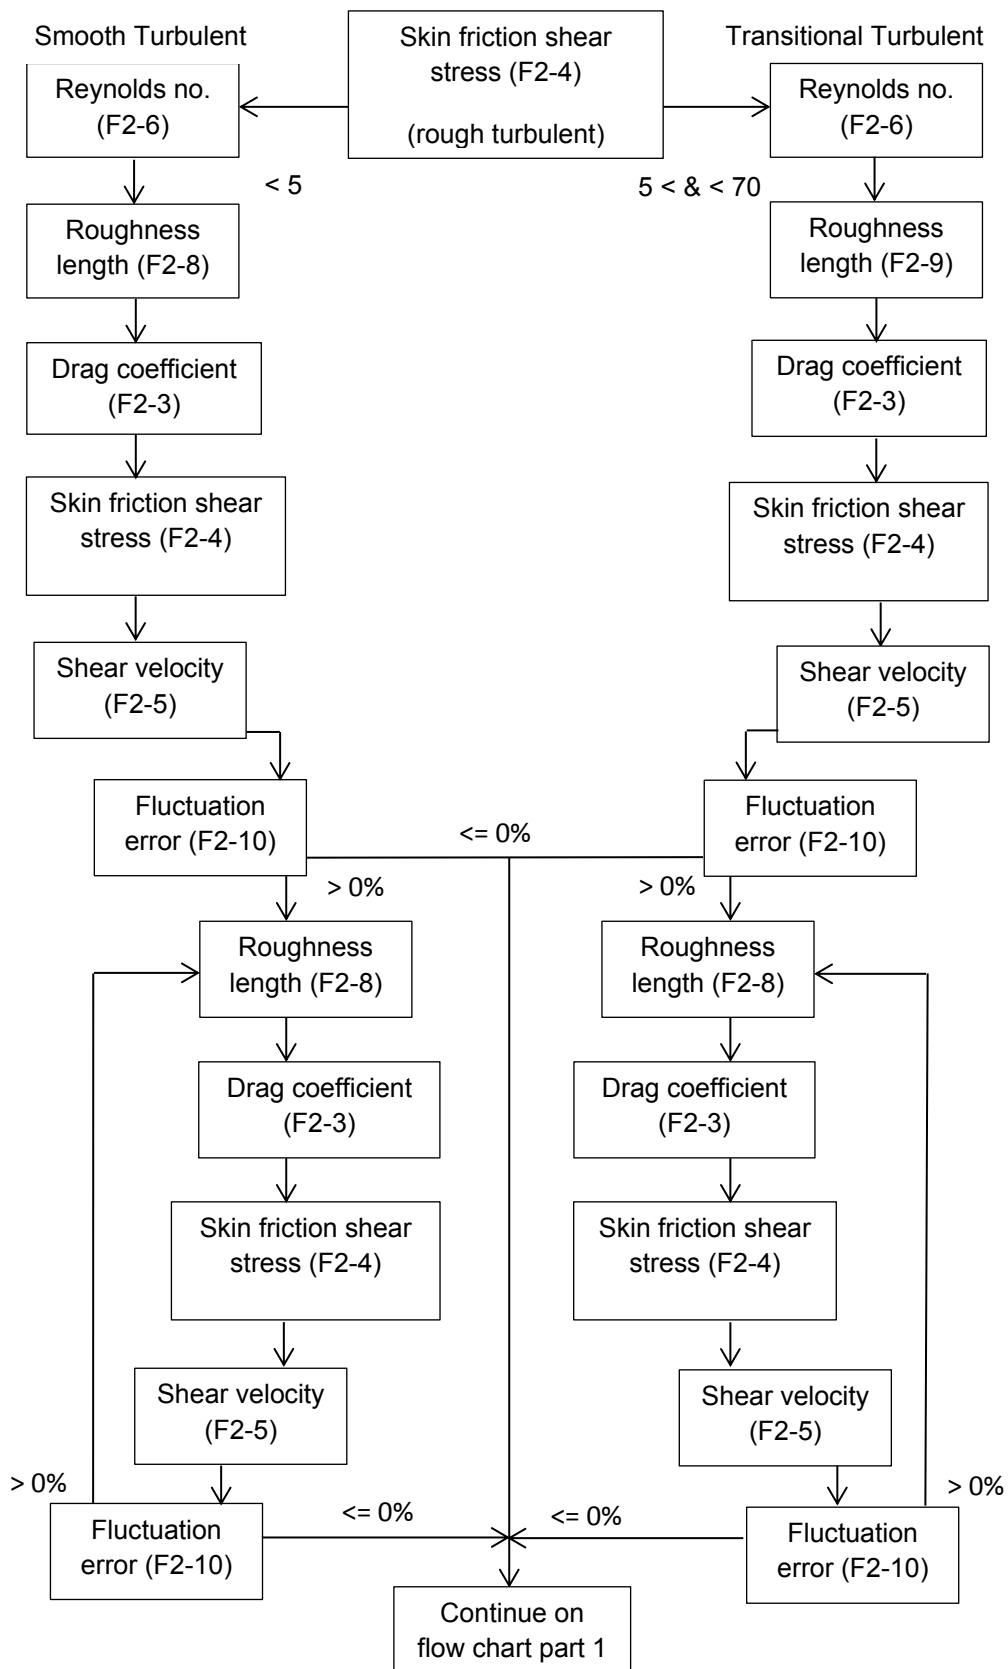 Smooth Turbulent
Skin friction shear
stress (F2-4)
(rough turbulent)
Transitional Turbulent
Reynolds no.
(F2-6)
Reynolds no.
(F2-6)
< 5
5 < & < 70
Roughness
length (F2-8)
Roughness
length (F2-9)
Drag coefficient
(F2-3)
Drag coefficient
(F2-3)
Skin friction shear
stress (F2-4)
Skin friction shear
stress (F2-4)
Shear velocity
(F2-5)
Shear velocity
(F2-5)
Fluctuation
error (F2-10)
<= 0%
Fluctuation
error (F2-10)
> 0%
> 0%
Roughness
length (F2-8)
Roughness
length (F2-8)
Drag coefficient
(F2-3)
Drag coefficient
(F2-3)
Skin friction shear
stress (F2-4)
Skin friction shear
stress (F2-4)
Shear velocity
(F2-5)
Shear velocity
(F2-5)
> 0%
> 0%
Fluctuation
error (F2-10)
<= 0%
<= 0%
Fluctuation
error (F2-10)
Continue on
flow chart part 1